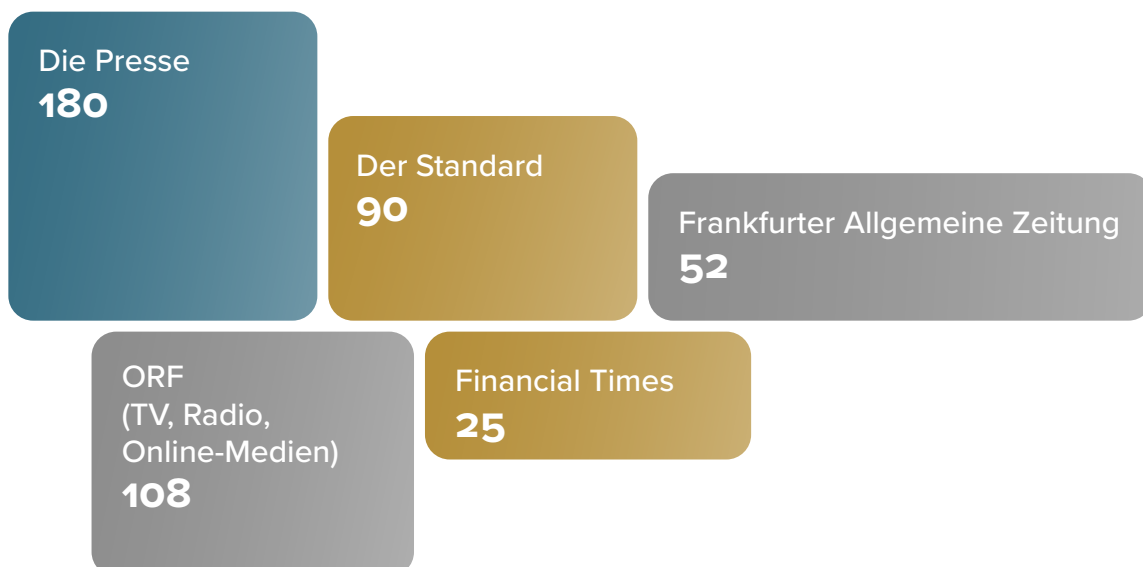 Die Presse
180
Der Standard
90
Frankfurter Allgemeine Zeitung
52
ORF
(TV, Radio,
Online-Medien)
108
Financial Times
25